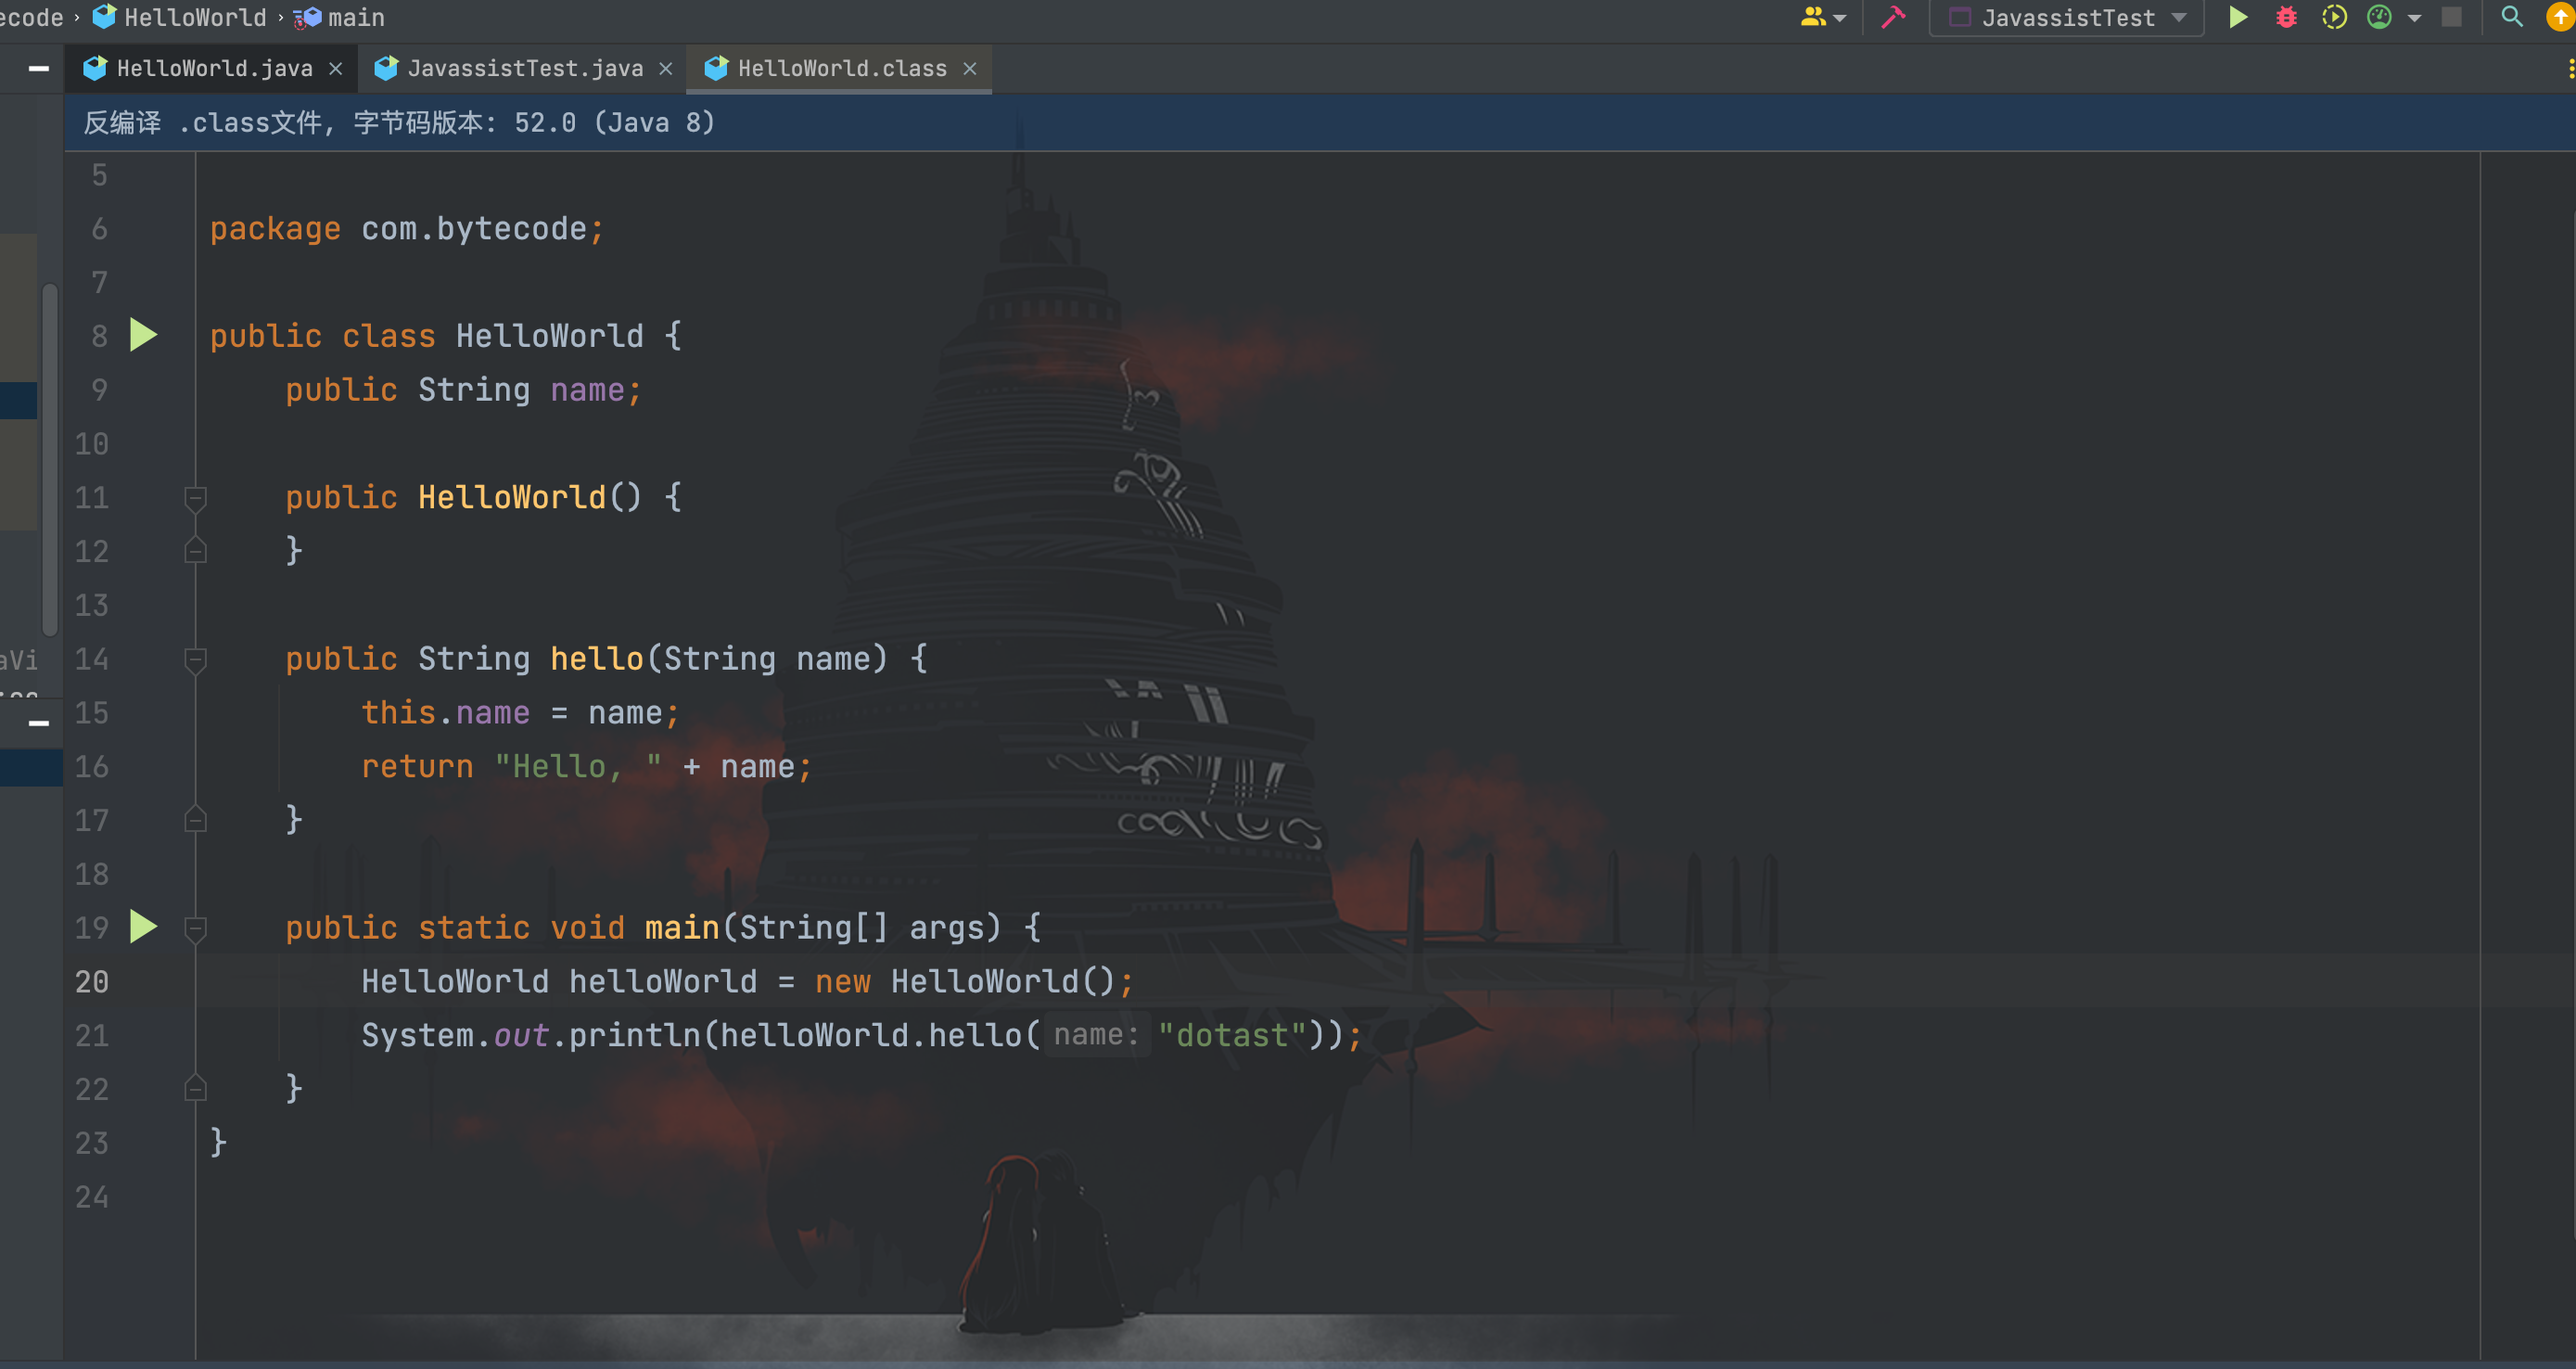 ecode › HelloWorld › main
JavassistTest
HelloWorld.java × JavassistTest.java × HelloWorld.class ×
反编译 .class文件, 字节码版本: 52.0 (Java 8)
5
6 package com.bytecode;
7
8 public class HelloWorld {
9 public String name;
10
11 public HelloWorld() {
12 }
13
aVi
14 public String hello(String name) {
15 this.name = name;
16 return "Hello, " + name;
17 }
18
19 public static void main(String[] args) {
20 HelloWorld helloWorld = new HelloWorld();
21 System.out.println(helloWorld.hello( name: "dotast"));
22 }
23 }
24